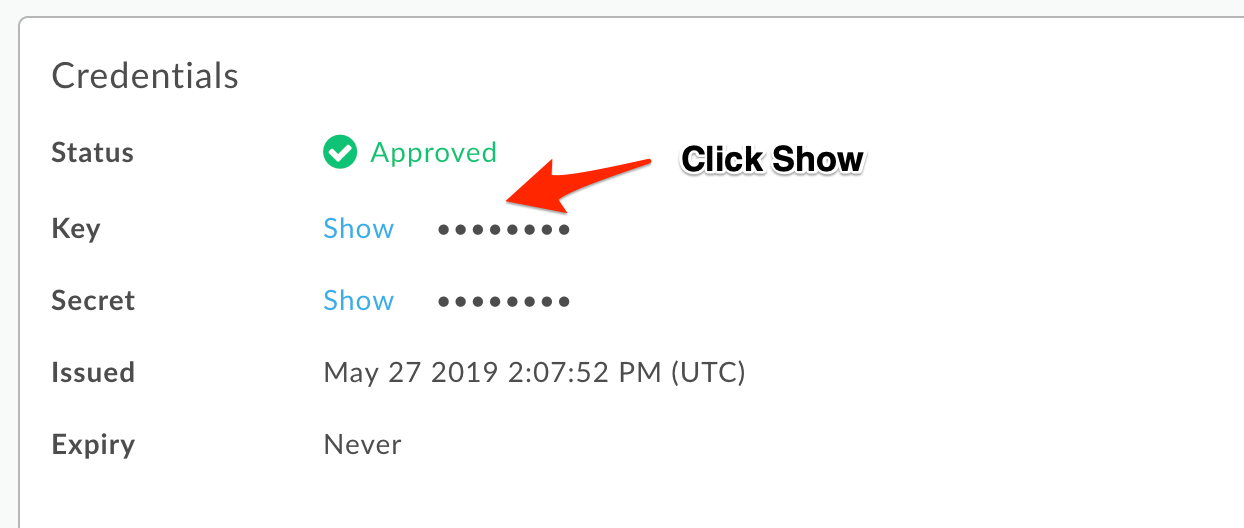 Credentials
Status Approved
Click Show
Key Show ••••••••
Secret Show ••••••••
Issued May 27 2019 2:07:52 PM (UTC)
Expiry Never